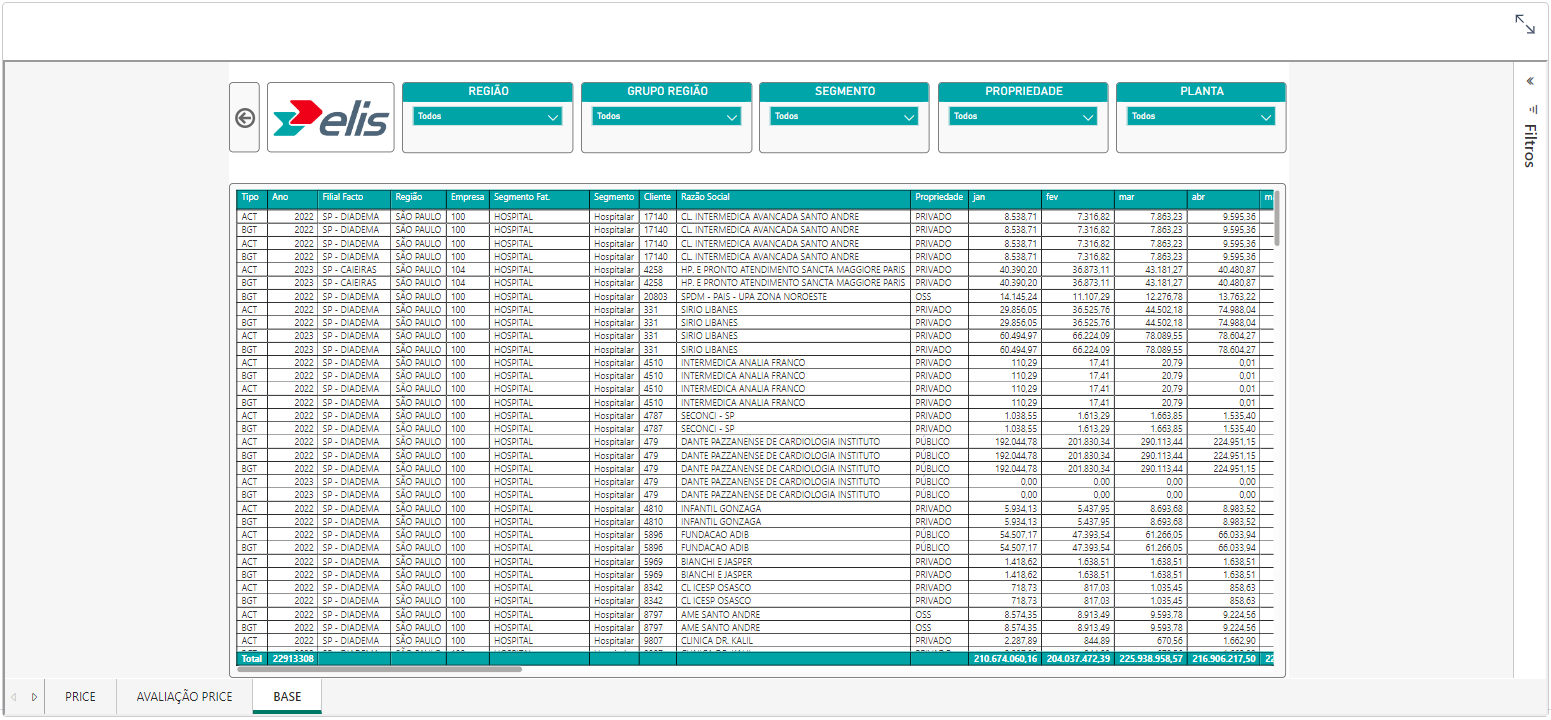 REGIÃO GRUPO REGIÃO SEGMENTO PROPRIEDADE PLANTA
elis Todos Todos Todos Todos Todos
Filtros
Tipo Ano Filial Facto Região Empresa Segmento Fat. Segmento Cliente Razão Social Propriedade jan fev mar abr m
ACT 2022 SP - DIADEMA SÃO PAULO 100 HOSPITAL Hospitalar 17140 CL. INTERMEDICA AVANCADA SANTO ANDRE PRIVADO 8.538,71 7.316,82 7.863,23 9.595,36
BGT 2022 SP - DIADEMA SÃO PAULO 100 HOSPITAL Hospitalar 17140 CL. INTERMEDICA AVANCADA SANTO ANDRE PRIVADO 8.538,71 7.316,82 7.863,23 9.595,36
ACT 2022 SP - DIADEMA SÃO PAULO 100 HOSPITAL Hospitalar 17140 CL. INTERMEDICA AVANCADA SANTO ANDRE PRIVADO 8.538,71 7.316,82 7.863,23 9.595,36
BGT 2022 SP - DIADEMA SÃO PAULO 100 HOSPITAL Hospitalar 17140 CL. INTERMEDICA AVANCADA SANTO ANDRE PRIVADO 8.538,71 7.316,82 7.863,23 9.595,36
ACT 2023 SP - CAIEIRAS SÃO PAULO 104 HOSPITAL Hospitalar 4258 HP. E PRONTO ATENDIMENTO SANCTA MAGGIORE PARIS PRIVADO 40.390,20 36.873,11 43.181,27 40.480,87
BGT 2023 SP - CAIEIRAS SÃO PAULO 104 HOSPITAL Hospitalar 4258 HP. E PRONTO ATENDIMENTO SANCTA MAGGIORE PARIS PRIVADO 40.390,20 36.873,11 43.181,27 40.480,87
BGT 2022 SP - DIADEMA SÃO PAULO 100 HOSPITAL Hospitalar 20803 SPDM - PAIS - UPA ZONA NOROESTE OSS 14.145,24 11.107,29 12.276,78 13.763,22
ACT 2022 SP - DIADEMA SÃO PAULO 100 HOSPITAL Hospitalar 331 SIRIO LIBANES PRIVADO 29.856,05 36.525,76 44.502,18 74.988,04
BGT 2022 SP - DIADEMA SÃO PAULO 100 HOSPITAL Hospitalar 331 SIRIO LIBANES PRIVADO 29.856,05 36.525,76 44.502,18 74.988,04
ACT 2023 SP - DIADEMA SÃO PAULO 100 HOSPITAL Hospitalar 331 SIRIO LIBANES PRIVADO 60.494,97 66.224,09 78.089,55 78.604,27
BGT 2023 SP - DIADEMA SÃO PAULO 100 HOSPITAL Hospitalar 331 SIRIO LIBANES PRIVADO 60.494,97 66.224,09 78.089,55 78.604,27
ACT 2022 SP - DIADEMA SÃO PAULO 100 HOSPITAL Hospitalar 4510 INTERMEDICA ANALIA FRANCO PRIVADO 110,29 17,41 20,79 0,01
BGT 2022 SP - DIADEMA SÃO PAULO 100 HOSPITAL Hospitalar 4510 INTERMEDICA ANALIA FRANCO PRIVADO 110,29 17,41 20,79 0,01
ACT 2022 SP - DIADEMA SÃO PAULO 100 HOSPITAL Hospitalar 4510 INTERMEDICA ANALIA FRANCO PRIVADO 110,29 17,41 20,79 0,01
BGT 2022 SP - DIADEMA SÃO PAULO 100 HOSPITAL Hospitalar 4510 INTERMEDICA ANALIA FRANCO PRIVADO 110,29 17,41 20,79 0,01
ACT 2022 SP - DIADEMA SÃO PAULO 100 HOSPITAL Hospitalar 4787 SECONCI - SP PRIVADO 1.038,55 1.613,29 1.663,85 1.535,40
BGT 2022 SP - DIADEMA SÃO PAULO 100 HOSPITAL Hospitalar 4787 SECONCI - SP PRIVADO 1.038,55 1.613,29 1.663,85 1.535,40
ACT 2022 SP - DIADEMA SÃO PAULO 100 HOSPITAL Hospitalar 479 DANTE PAZZANENSE DE CARDIOLOGIA INSTITUTO PÚBLICO 192.044,78 201.830,34 290.113,44 224.951,15
BGT 2022 SP - DIADEMA SÃO PAULO 100 HOSPITAL Hospitalar 479 DANTE PAZZANENSE DE CARDIOLOGIA INSTITUTO PÚBLICO 192.044,78 201.830,34 290.113,44 224.951,15
BGT 2022 SP - DIADEMA SÃO PAULO 100 HOSPITAL Hospitalar 479 DANTE PAZZANENSE DE CARDIOLOGIA INSTITUTO PÚBLICO 192.044,78 201.830,34 290.113,44 224.951,15
ACT 2023 SP - DIADEMA SÃO PAULO 100 HOSPITAL Hospitalar 479 DANTE PAZZANENSE DE CARDIOLOGIA INSTITUTO PÚBLICO 0,00 0,00 0,00 0,00
BGT 2023 SP - DIADEMA SÃO PAULO 100 HOSPITAL Hospitalar 479 DANTE PAZZANENSE DE CARDIOLOGIA INSTITUTO PÚBLICO 0,00 0,00 0,00 0,00
ACT 2022 SP - DIADEMA SÃO PAULO 100 HOSPITAL Hospitalar 4810 INFANTIL GONZAGA PRIVADO 5.934,13 5.437,95 8.693,68 8.983,52
BGT 2022 SP - DIADEMA SÃO PAULO 100 HOSPITAL Hospitalar 4810 INFANTIL GONZAGA PRIVADO 5.934,13 5.437,95 8.693,68 8.983,52
ACT 2022 SP - DIADEMA SÃO PAULO 100 HOSPITAL Hospitalar 5896 FUNDACAO ADIB PÚBLICO 54.507,17 47.393,54 61.266,05 66.033,94
BGT 2022 SP - DIADEMA SÃO PAULO 100 HOSPITAL Hospitalar 5896 FUNDACAO ADIB PÚBLICO 54.507,17 47.393,54 61.266,05 66.033,94
ACT 2022 SP - DIADEMA SÃO PAULO 100 HOSPITAL Hospitalar 5969 BIANCHI E JASPER PRIVADO 1.418,62 1.638,51 1.638,51 1.638,51
BGT 2022 SP - DIADEMA SÃO PAULO 100 HOSPITAL Hospitalar 5969 BIANCHI E JASPER PRIVADO 1.418,62 1.638,51 1.638,51 1.638,51
ACT 2022 SP - DIADEMA SÃO PAULO 100 HOSPITAL Hospitalar 8342 CL ICESP OSASCO PRIVADO 718,73 817,03 1.035,45 858,63
BGT 2022 SP - DIADEMA SÃO PAULO 100 HOSPITAL Hospitalar 8342 CL ICESP OSASCO PRIVADO 718,73 817,03 1.035,45 858,63
ACT 2022 SP - DIADEMA SÃO PAULO 100 HOSPITAL Hospitalar 8797 AME SANTO ANDRE OSS 8.574,35 8.913,49 9.593,78 9.224,56
BGT 2022 SP - DIADEMA SÃO PAULO 100 HOSPITAL Hospitalar 8797 AME SANTO ANDRE OSS 8.574,35 8.913,49 9.593,78 9.224,56
ACT 2022 SP - DIADEMA SÃO PAULO 100 HOSPITAL Hospitalar 9807 CLINICA DR. KALIL PRIVADO 2.287,89 844,89 670,56 1.662,90
Total 22913308 210.674.060,16 204.037.472,39 225.938.958,57 216.906.217,50 22
PRICE AVALIAÇÃO PRICE BASE